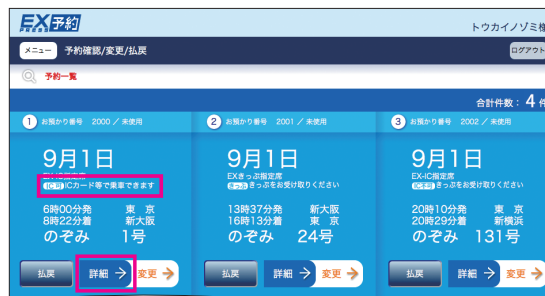 EX予約
EXPRESS
トウカイノゾミ様
メニュー 予約確認/変更/払戻
ログアウト
予約一覧
合計件数： 4件
1 お預かり番号 2000 / 未使用
9月1日
EX-IC指定席
IC可 ICカード等で乗車できます
6時00分発 東 京
8時22分着 新大阪
のぞみ 1号
払戻 詳細 → 変更 →
2 お預かり番号 2001 / 未使用
9月1日
EXきっぷ指定席
きっぷ きっぷをお受け取りください
13時37分発 新大阪
16時13分着 東 京
のぞみ 24号
払戻 詳細 → 変更 →
3 お預かり番号 2002 / 未使用
9月1日
EX-IC指定席
IC不可 きっぷをお受け取りください
20時10分発 東 京
20時29分着 新横浜
のぞみ 131号
払戻 詳細 → 変更 →